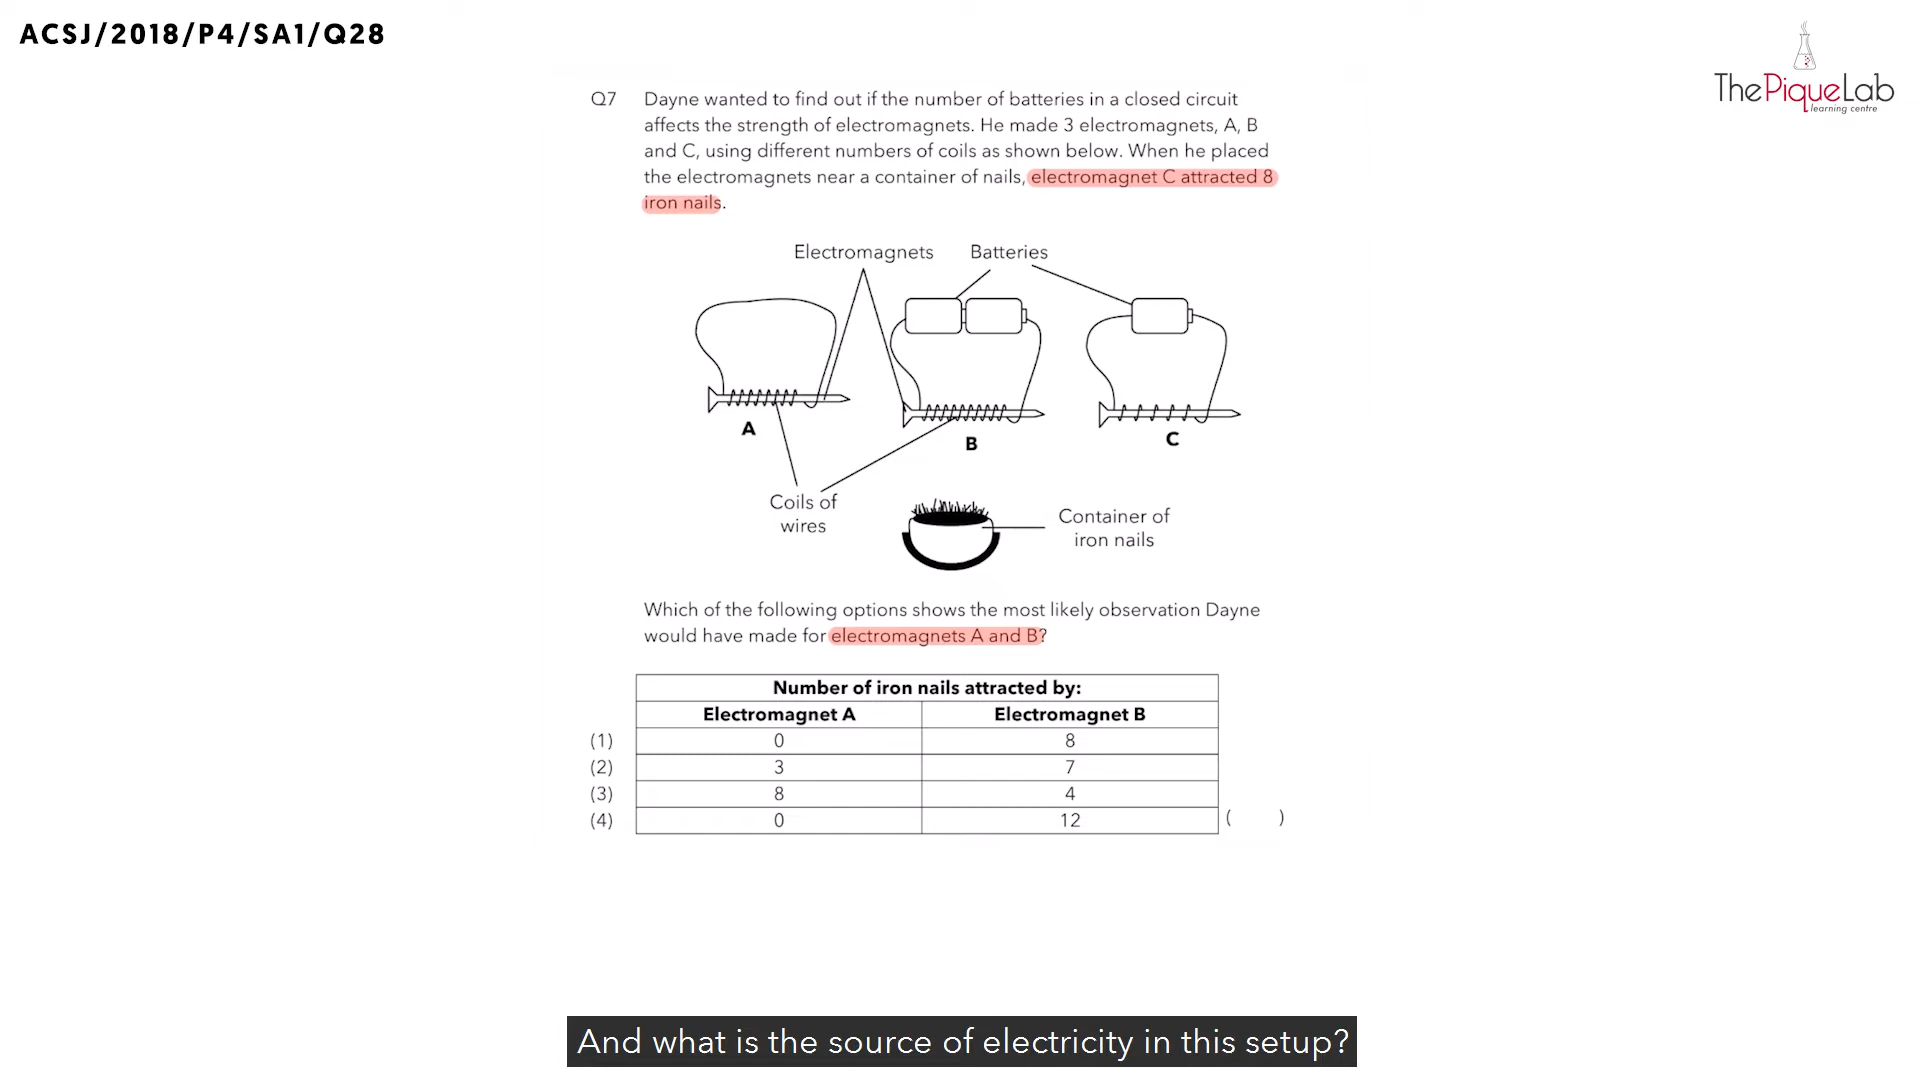 ACSJ/2018/P4/SA1/Q28
ThePiqueLab
learning centre
Q7 Dayne wanted to find out if the number of batteries in a closed circuit
affects the strength of electromagnets. He made 3 electromagnets, A, B
and C, using different numbers of coils as shown below. When he placed
the electromagnets near a container of nails, electromagnet C attracted 8
iron nails.
Electromagnets Batteries
A
B
C
Coils of
wires
Container of
iron nails
Which of the following options shows the most likely observation Dayne
would have made for electromagnets A and B?
Number of iron nails attracted by:
Electromagnet A Electromagnet B
(1) 0 8
(2) 3 7
(3) 8 4
(4) 0 12 ( )
And what is the source of electricity in this setup?